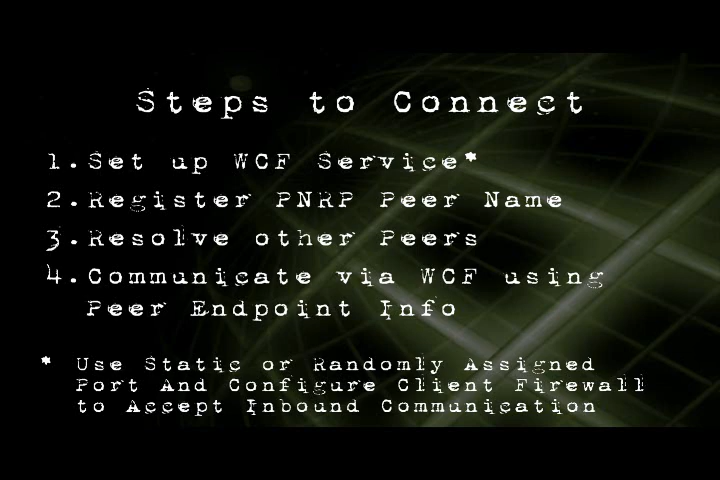 Steps to Connect
1. Set up WCF Service*
2. Register PNRP Peer Name
3. Resolve other Peers
4. Communicate via WCF using
Peer Endpoint Info
* Use Static or Randomly Assigned
Port And Configure Client Firewall
to Accept Inbound Communication